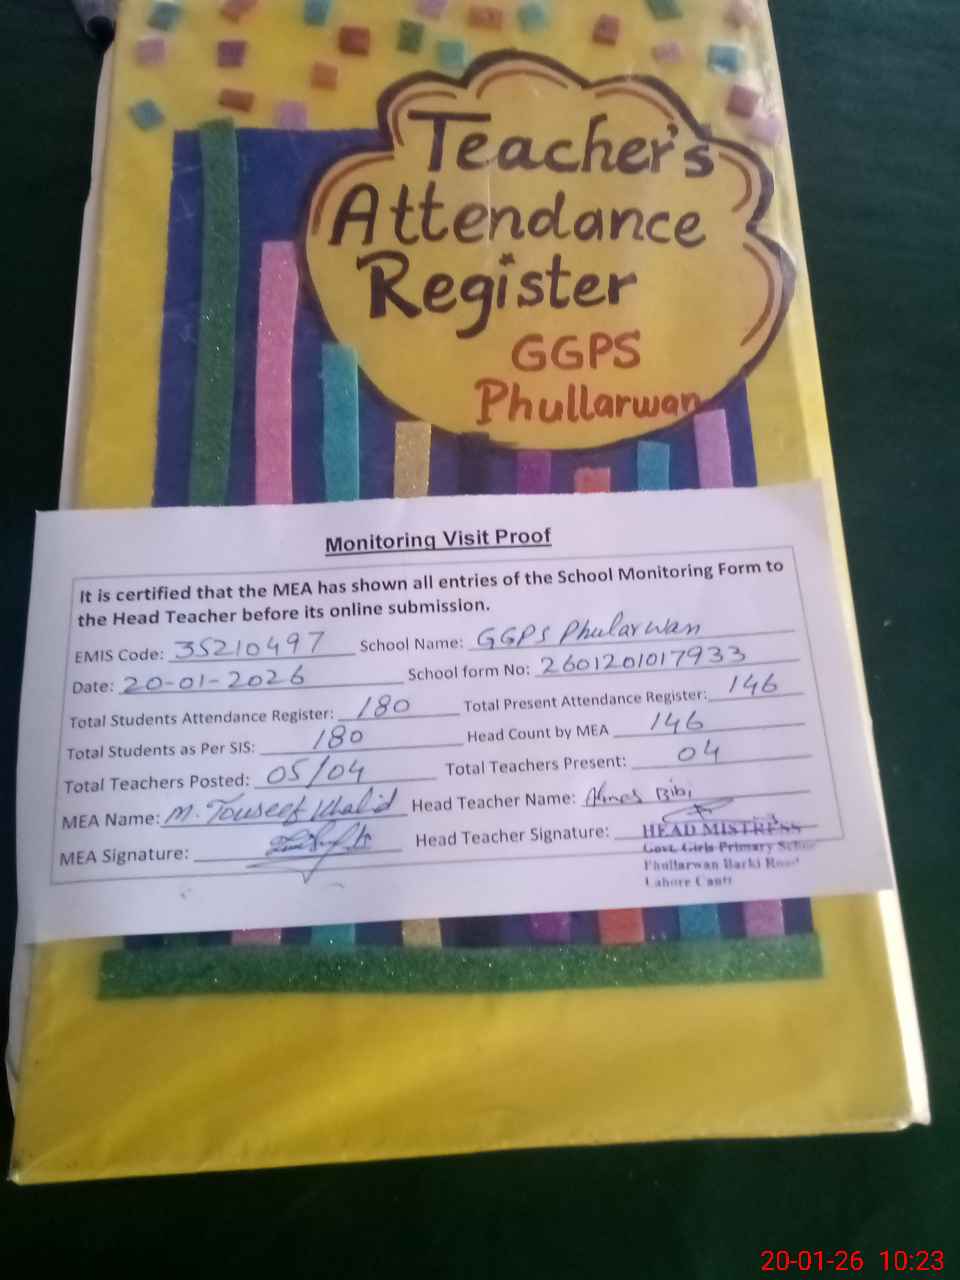 Teacher's
Attendance
Register
GGPS
Phullarwan
Monitoring Visit Proof
It is certified that the MEA has shown all entries of the School Monitoring Form to
the Head Teacher before its online submission.
EMIS Code: 35210497 School Name: GGPS Phularwan
Date: 20-01-2026 School form No: 2601201017933
Total Students Attendance Register: 180 Total Present Attendance Register: 146
Total Students as Per SIS: 180 Head Count by MEA 146
Total Teachers Posted: 05/04 Total Teachers Present: 04
MEA Name: M. Touseef Khalid Head Teacher Name: Bibi
MEA Signature: Head Teacher Signature:
HEAD MISTRESS
Govt. Girls Primary School
Phullarwan Barki Road
Lahore Cantt
20-01-26 10:23